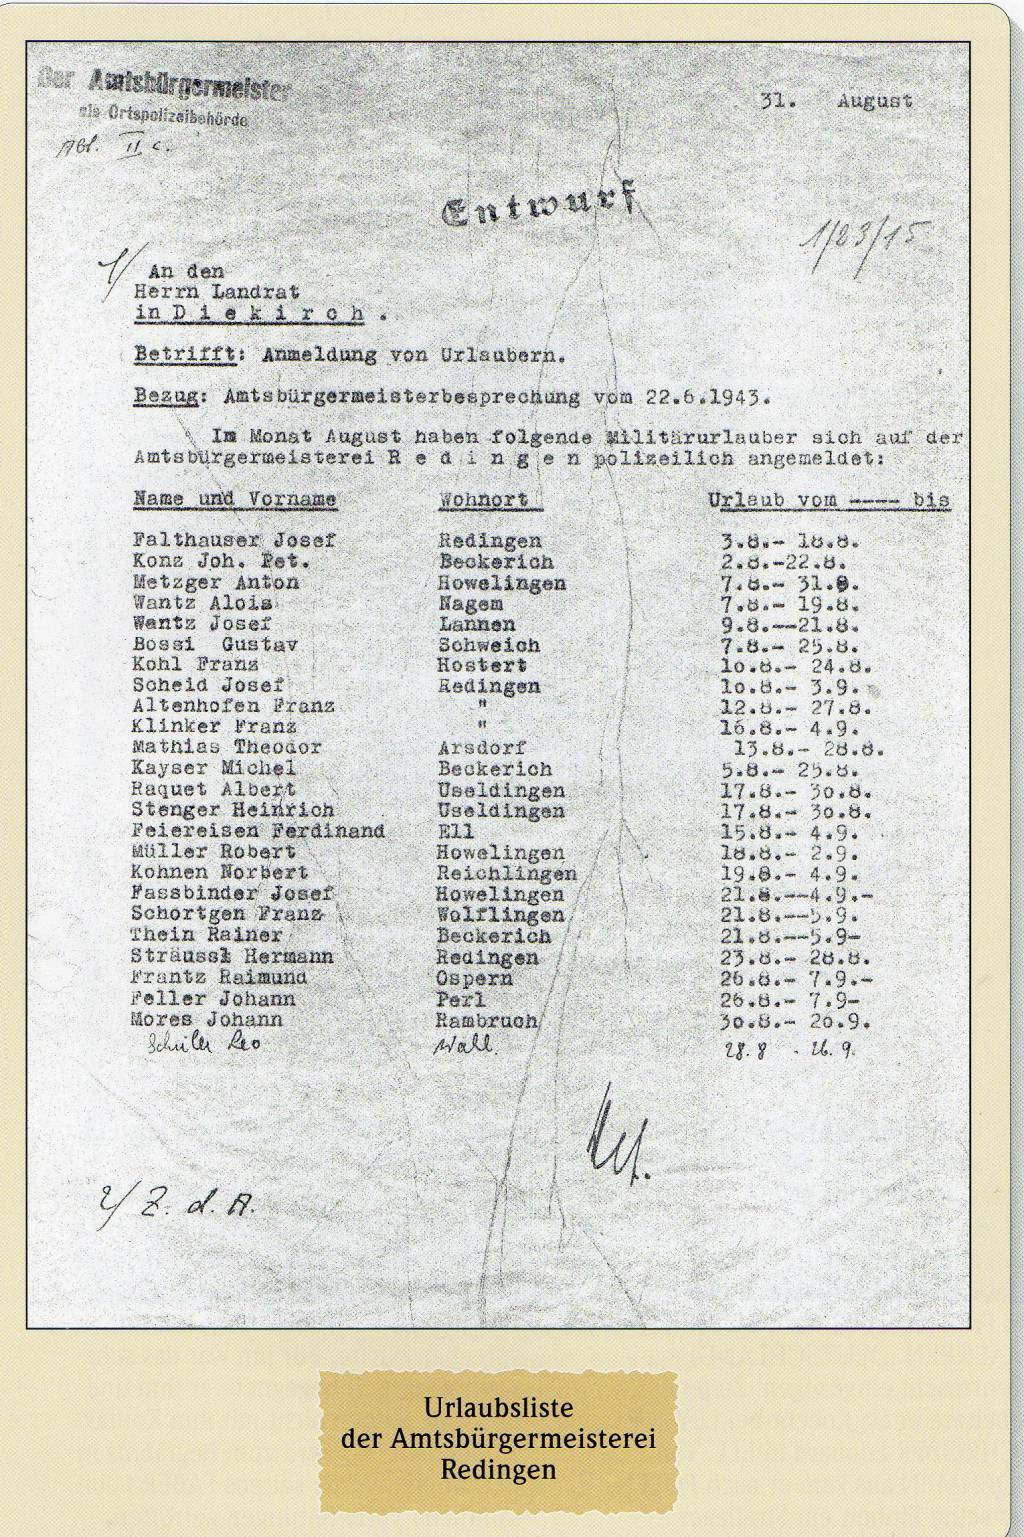 Der Amtsbürgermeister
als Ortspolizeibehörde
Abt. II c.
31. August
Entwurf
1/23/15
1/ An den
Herrn Landrat
in D i e k i r c h .
Betrifft: Anmeldung von Urlaubern.
Bezug: Amtsbürgermeisterbesprechung vom 22.6.1943.
Im Monat August haben folgende Militärurlauber sich auf der
Amtsbürgermeisterei R e d i n g e n polizeilich angemeldet:
Name und Vorname Wohnort Urlaub vom ---- bis
Falthauser Josef Redingen 3.8.- 18.8.
Konz Joh. Pet. Beckerich 2.8.-22.8.
Metzger Anton Howelingen 7.8.- 31.8.
Wantz Alois Nagem 7.8.- 19.8.
Wantz Josef Lannen 9.8.--21.8.
Bossi Gustav Schweich 7.8.- 25.8.
Kohl Franz Hostert 10.8.- 24.8.
Scheid Josef Redingen 10.8.- 3.9.
Altenhofen Franz " 12.8.- 27.8.
Klinker Franz " 16.8.- 4.9.
Mathias Theodor Arsdorf 13.8.- 28.8.
Kayser Michel Beckerich 5.8.- 25.8.
Raquet Albert Useldingen 17.8.- 30.8.
Stenger Heinrich Useldingen 17.8.- 30.8.
Feiereisen Ferdinand Ell 15.8.- 4.9.
Müller Robert Howelingen 18.8.- 2.9.
Kohnen Norbert Reichlingen 19.8.- 4.9.
Fassbinder Josef Howelingen 21.8.--4.9.-
Schortgen Franz Wolflingen 21.8.--5.9.
Thein Rainer Beckerich 21.8.--5.9-
Sträussl Hermann Redingen 23.8.- 28.8.
Frantz Raimund Ospern 26.8.- 7.9.-
Feller Johann Perl 26.8.- 7.9-
Mores Johann Rambruch 30.8.- 20.9.
Schüler Leo Wall. 28.8 - 26.9.
2/ Z. d. A.
Urlaubsliste
der Amtsbürgermeisterei
Redingen